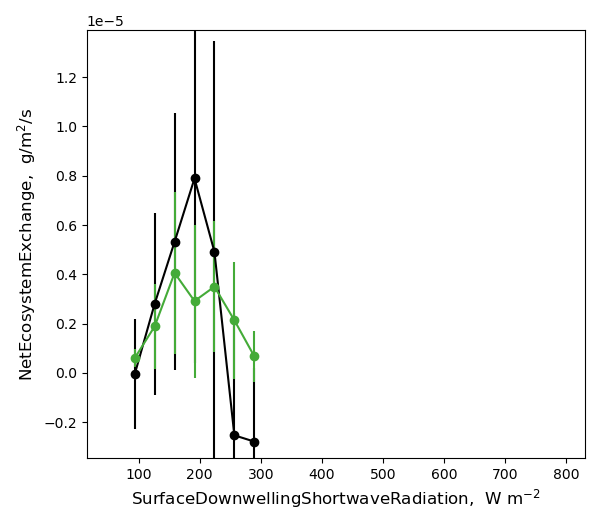 1e−5
1.2
1.0
0.8
0.6
0.4
0.2
0.0
−0.2
NetEcosystemExchange, g/m²/s
100 200 300 400 500 600 700 800
SurfaceDownwellingShortwaveRadiation, W m⁻²